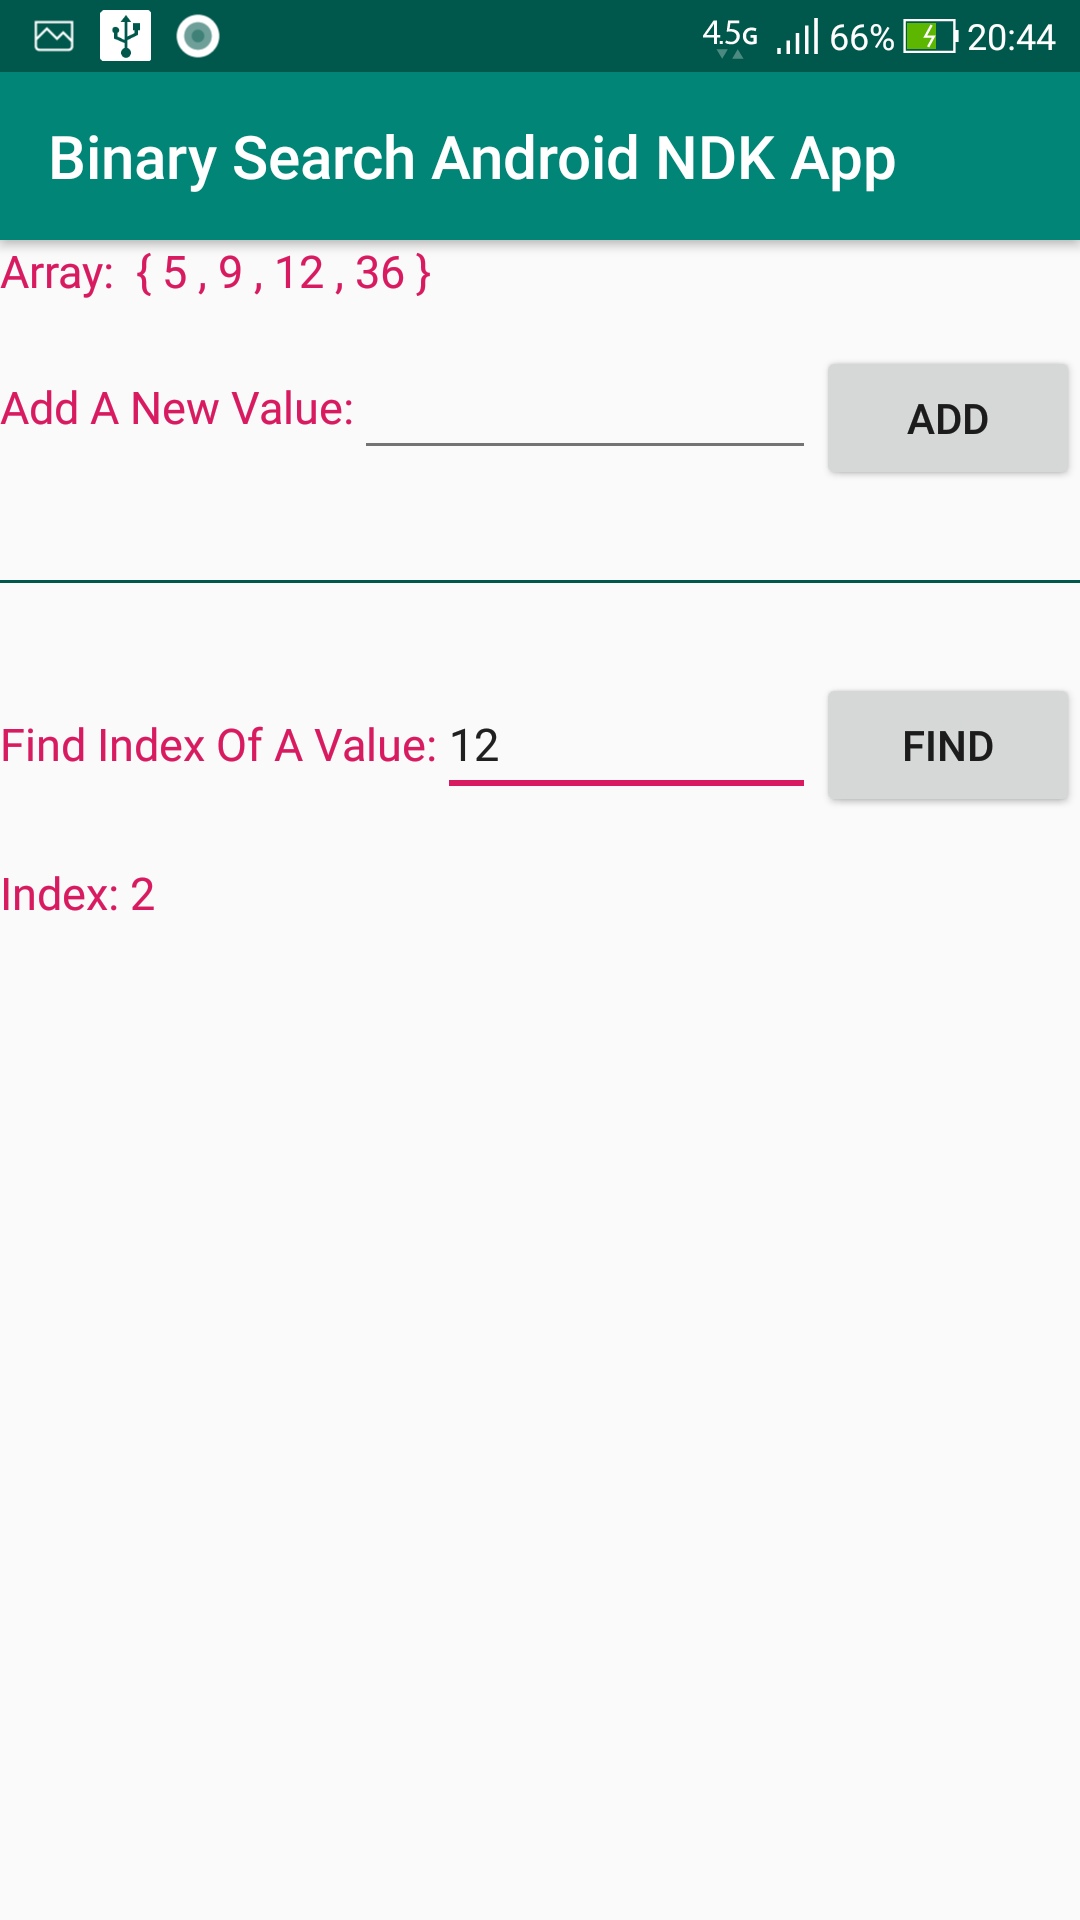 4.5G 66% 20:44
Binary Search Android NDK App
Array: { 5 , 9 , 12 , 36 }
Add A New Value: ADD
Find Index Of A Value: 12 FIND
Index: 2